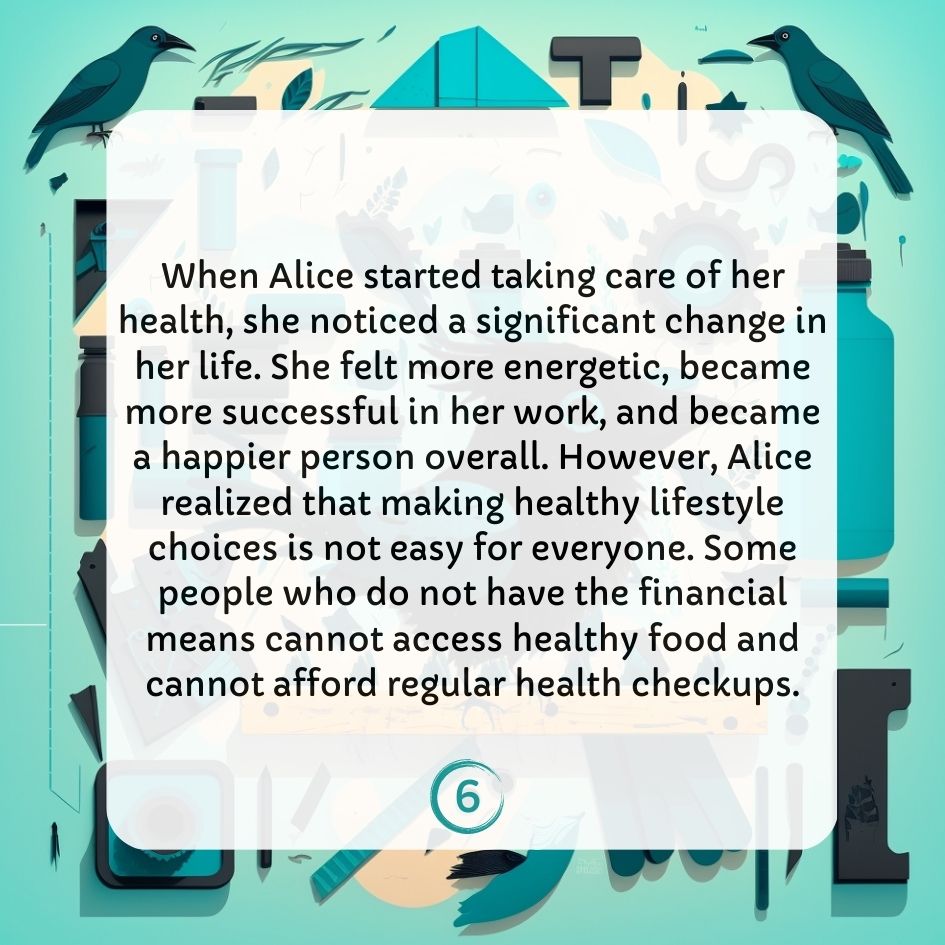 T
When Alice started taking care of her
health, she noticed a significant change in
her life. She felt more energetic, became
more successful in her work, and became
a happier person overall. However, Alice
realized that making healthy lifestyle
choices is not easy for everyone. Some
people who do not have the financial
means cannot access healthy food and
cannot afford regular health checkups.
6